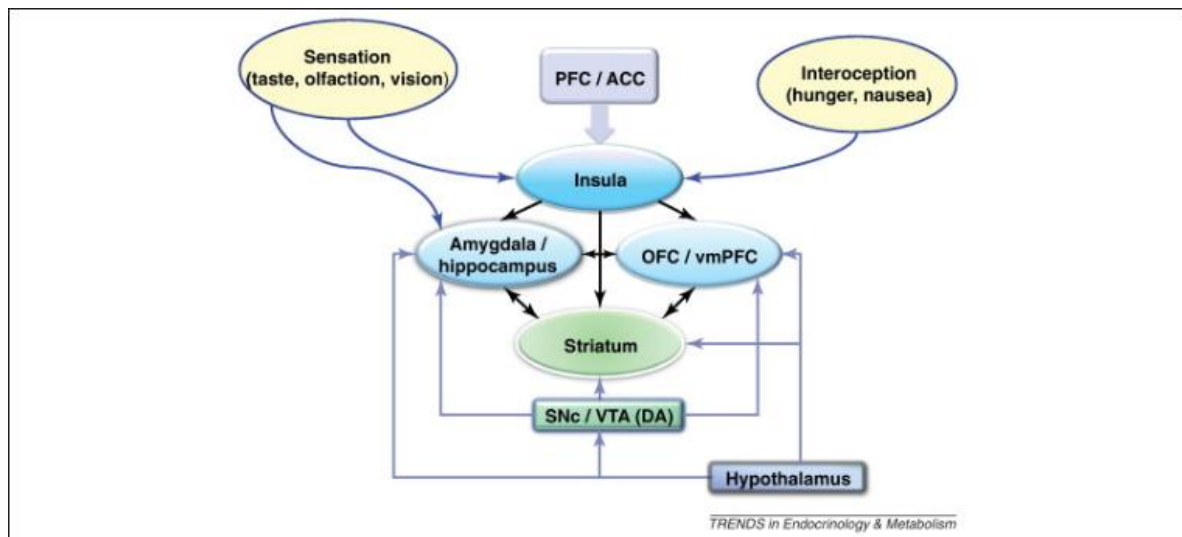 Sensation
(taste, olfaction, vision)
PFC / ACC
Interoception
(hunger, nausea)
Insula
Amygdala /
hippocampus
OFC / vmPFC
Striatum
SNc / VTA (DA)
Hypothalamus
TRENDS in Endocrinology & Metabolism